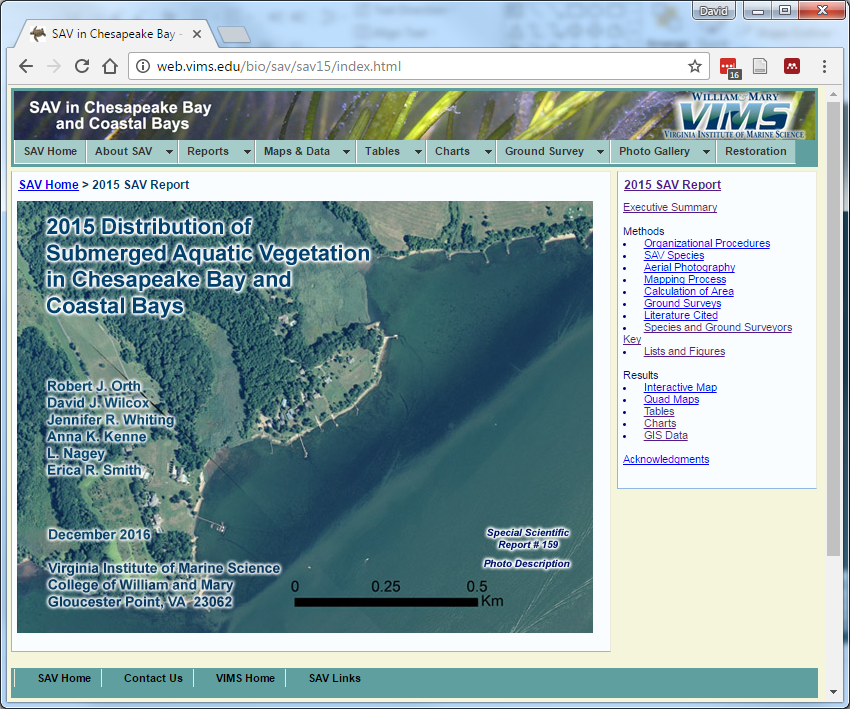 David
SAV in Chesapeake Bay -
web.vims.edu/bio/sav/sav15/index.html
16
SAV in Chesapeake Bay
and Coastal Bays
WILLIAM & MARY
VIMS
VIRGINIA INSTITUTE OF MARINE SCIENCE
SAV Home About SAV Reports Maps & Data Tables Charts Ground Survey Photo Gallery Restoration
SAV Home > 2015 SAV Report
2015 Distribution of
Submerged Aquatic Vegetation
in Chesapeake Bay and
Coastal Bays
Robert J. Orth
David J. Wilcox
Jennifer R. Whiting
Anna K. Kenne
L. Nagey
Erica R. Smith
December 2016
Virginia Institute of Marine Science
College of William and Mary
Gloucester Point, VA 23062
Special Scientific
Report # 159
Photo Description
0 0.25 0.5
Km
2015 SAV Report
Executive Summary
Methods
• Organizational Procedures
• SAV Species
• Aerial Photography
• Mapping Process
• Calculation of Area
• Ground Surveys
• Literature Cited
• Species and Ground Surveyors
Key
• Lists and Figures
Results
• Interactive Map
• Quad Maps
• Tables
• Charts
• GIS Data
Acknowledgments
SAV Home Contact Us VIMS Home SAV Links